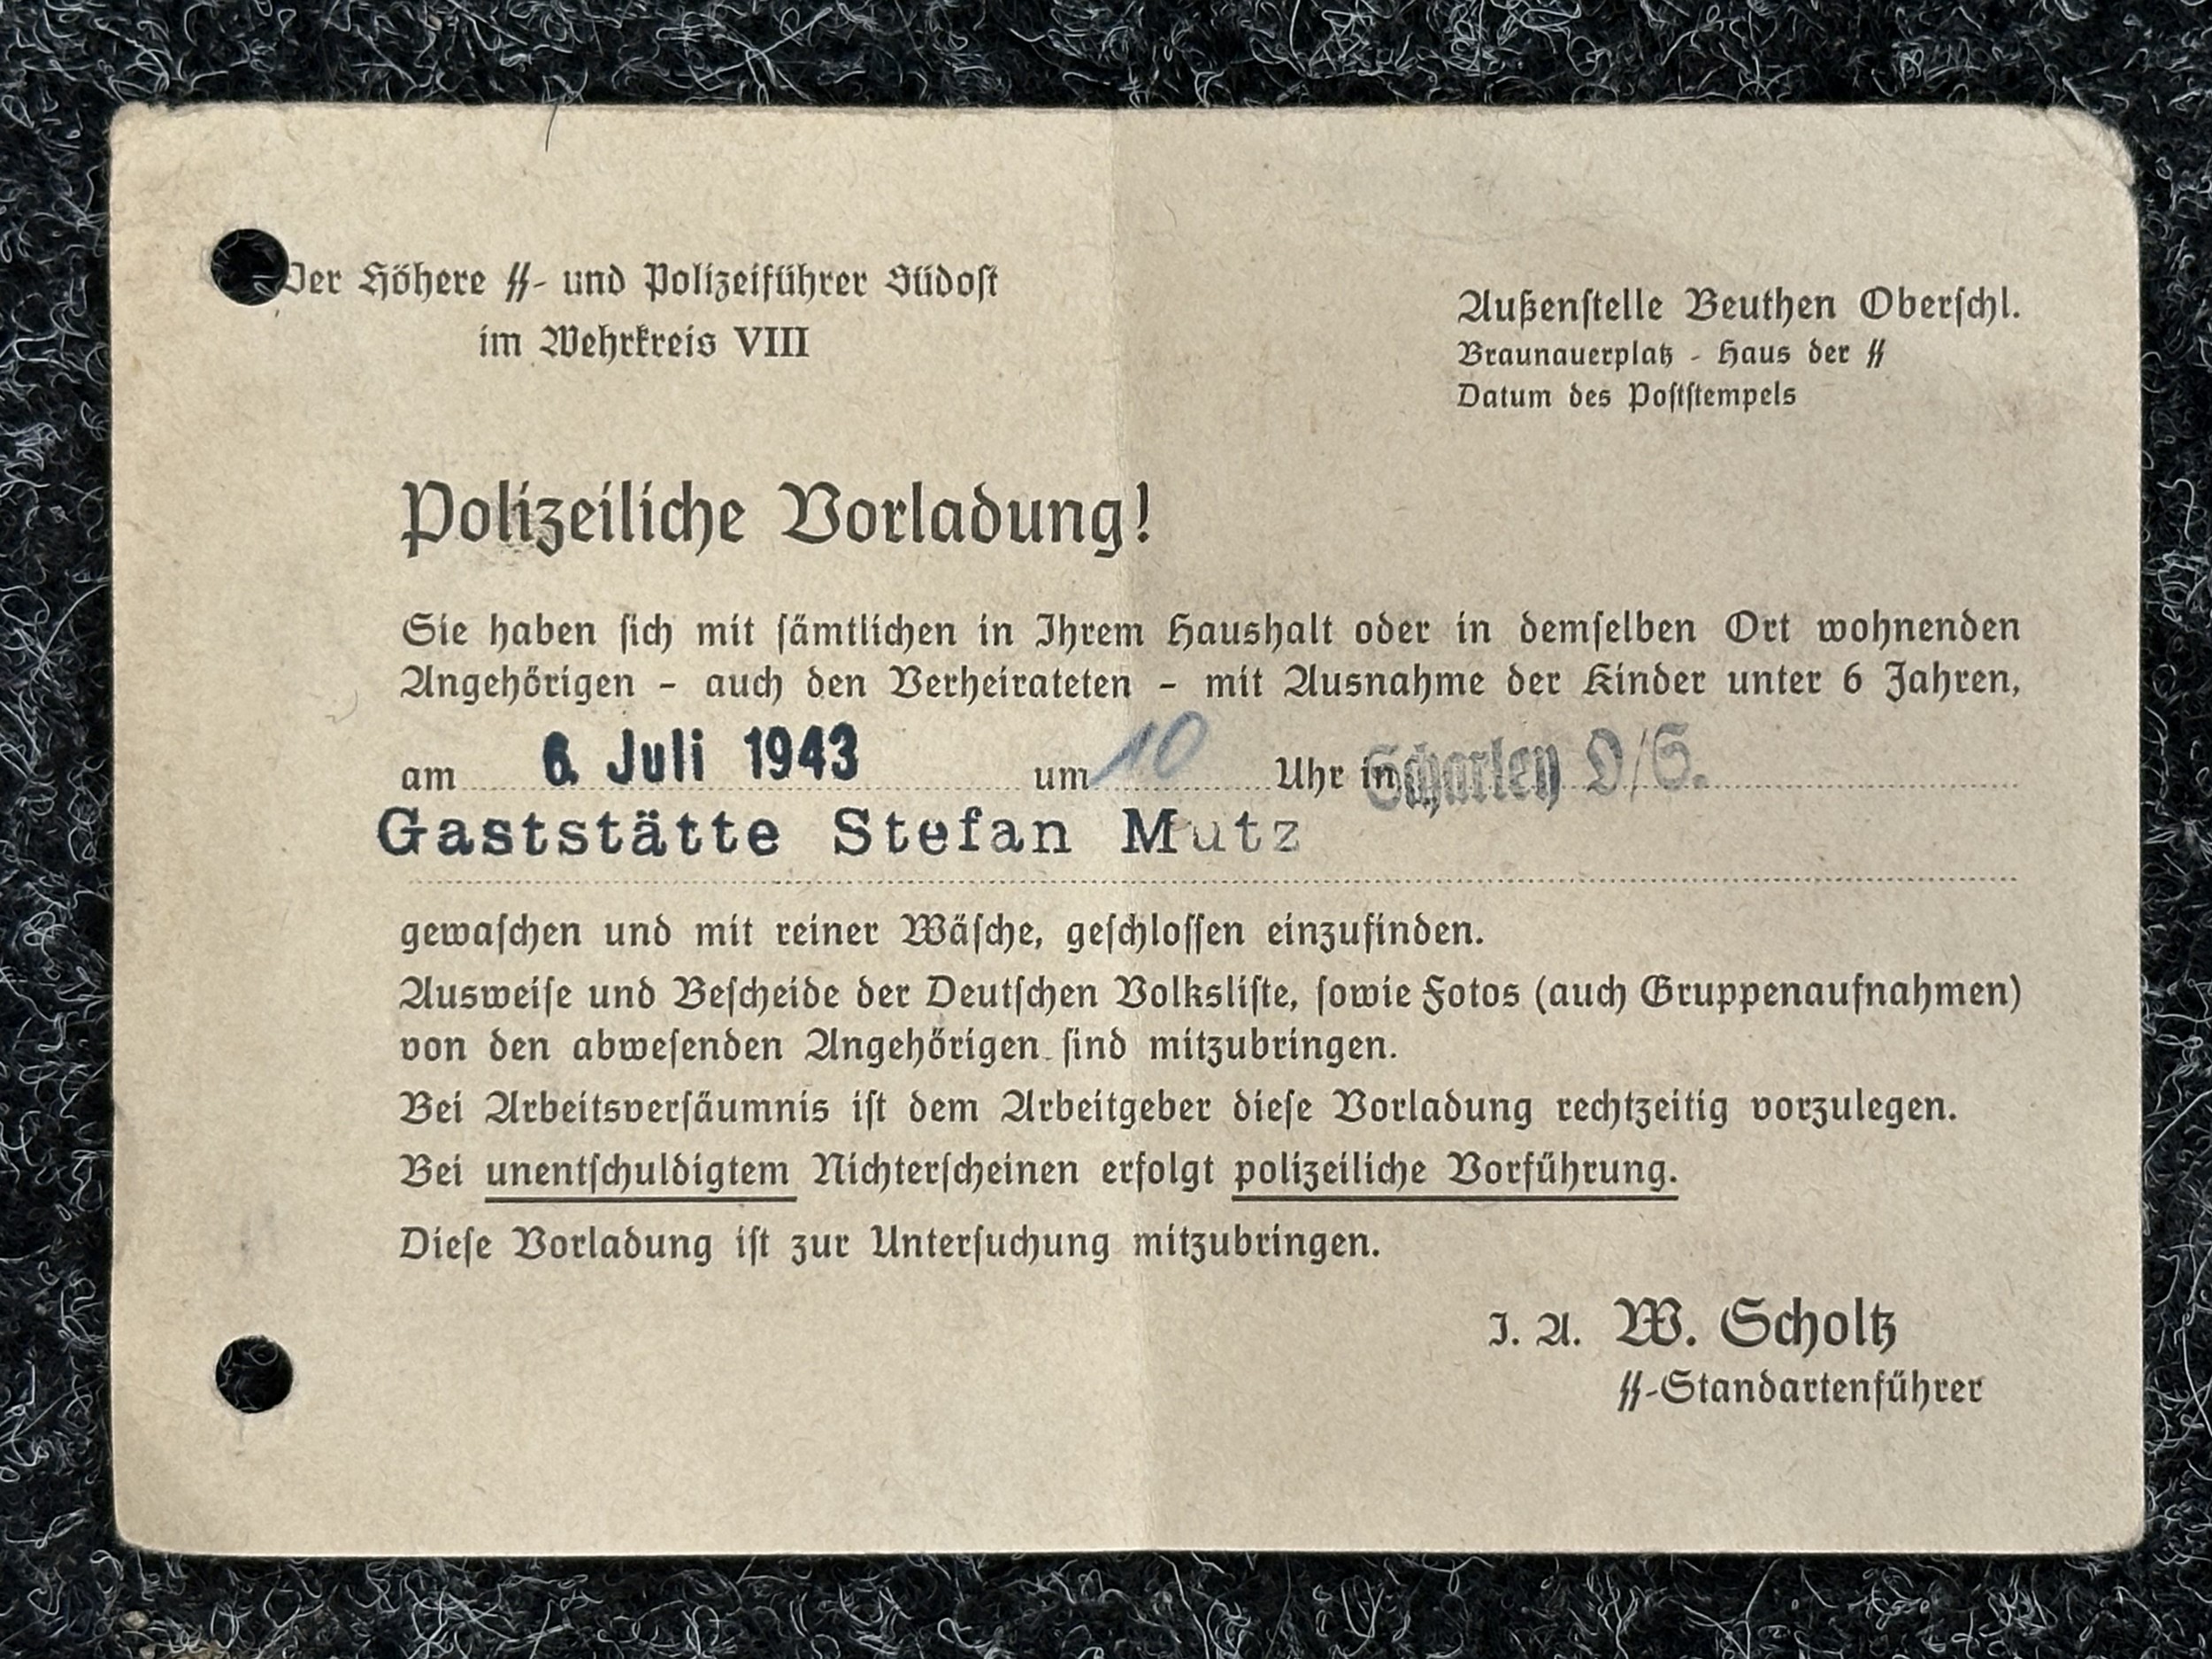 Der Höhere SS- und Polizeiführer Südost
im Wehrkreis VIII
Außenstelle Beuthen Oberschl.
Braunauerplatz - Haus der SS
Datum des Poststempels
Polizeiliche Vorladung!
Sie haben sich mit sämtlichen in Ihrem Haushalt oder in demselben Ort wohnenden
Angehörigen - auch den Verheirateten - mit Ausnahme der Kinder unter 6 Jahren,
am 6. Juli 1943 um 10 Uhr in Scharley O/S.
Gaststätte Stefan Mutz
gewaschen und mit reiner Wäsche, geschlossen einzufinden.
Ausweise und Bescheide der Deutschen Volksliste, sowie Fotos (auch Gruppenaufnahmen)
von den abwesenden Angehörigen sind mitzubringen.
Bei Arbeitsversäumnis ist dem Arbeitgeber diese Vorladung rechtzeitig vorzulegen.
Bei unentschuldigtem Nichterscheinen erfolgt polizeiliche Vorführung.
Diese Vorladung ist zur Untersuchung mitzubringen.
I. A. W. Scholtz
SS-Standartenführer